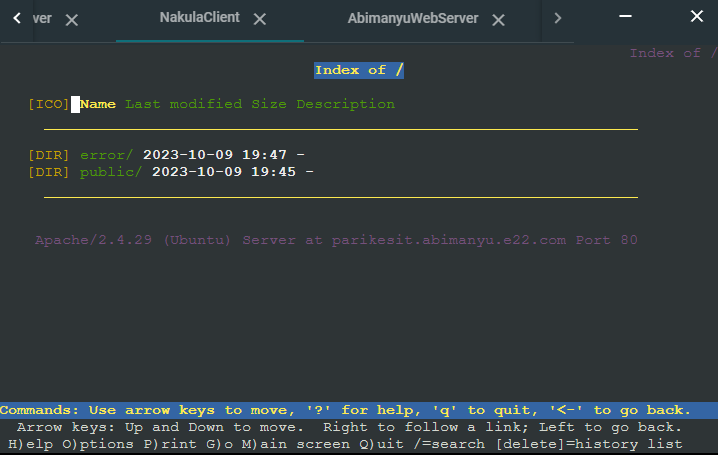 ver NakulaClient AbimanyuWebServer
Index of /
Index of /
[ICO] Name Last modified Size Description
[DIR] error/ 2023-10-09 19:47 -
[DIR] public/ 2023-10-09 19:45 -
Apache/2.4.29 (Ubuntu) Server at parikesit.abimanyu.e22.com Port 80
Commands: Use arrow keys to move, '?' for help, 'q' to quit, '<-' to go back.
Arrow keys: Up and Down to move. Right to follow a link; Left to go back.
H)elp O)ptions P)rint G)o M)ain screen Q)uit /=search [delete]=history list